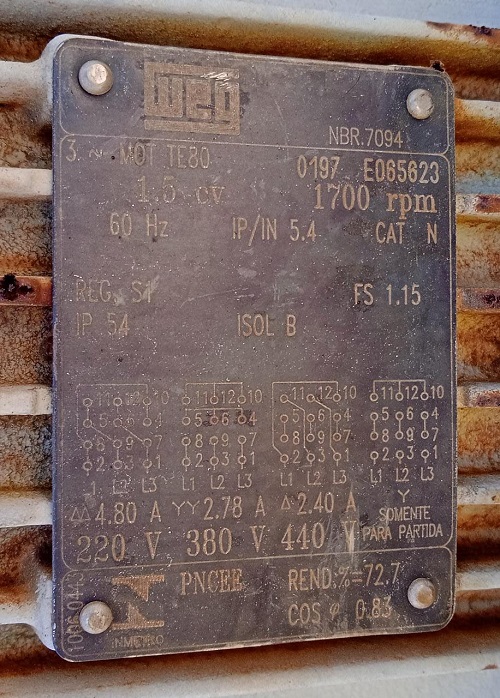 WEG
NBR.7094
3 ~ MOT TE80 0197 E065623
1.5 cv 1700 rpm
60 Hz IP/IN 5.4 CAT N
REG. S1 FS 1.15
IP 54 ISOL B
11 12 10 11 12 10 11 12 10 11 12 10
5 6 4 5 6 4 5 6 4 5 6 4
8 9 7 8 9 7 8 9 7 8 9 7
2 3 1 2 3 1 2 3 1 2 3 1
L1 L2 L3 L1 L2 L3 L1 L2 L3 L1 L2 L3
ΔΔ 4.80 A YY 2.78 A Δ 2.40 A Y
SOMENTE
PARA PARTIDA
220 V 380 V 440 V
PNCEE REND.%=72.7
COS φ 0.83
INMETRO